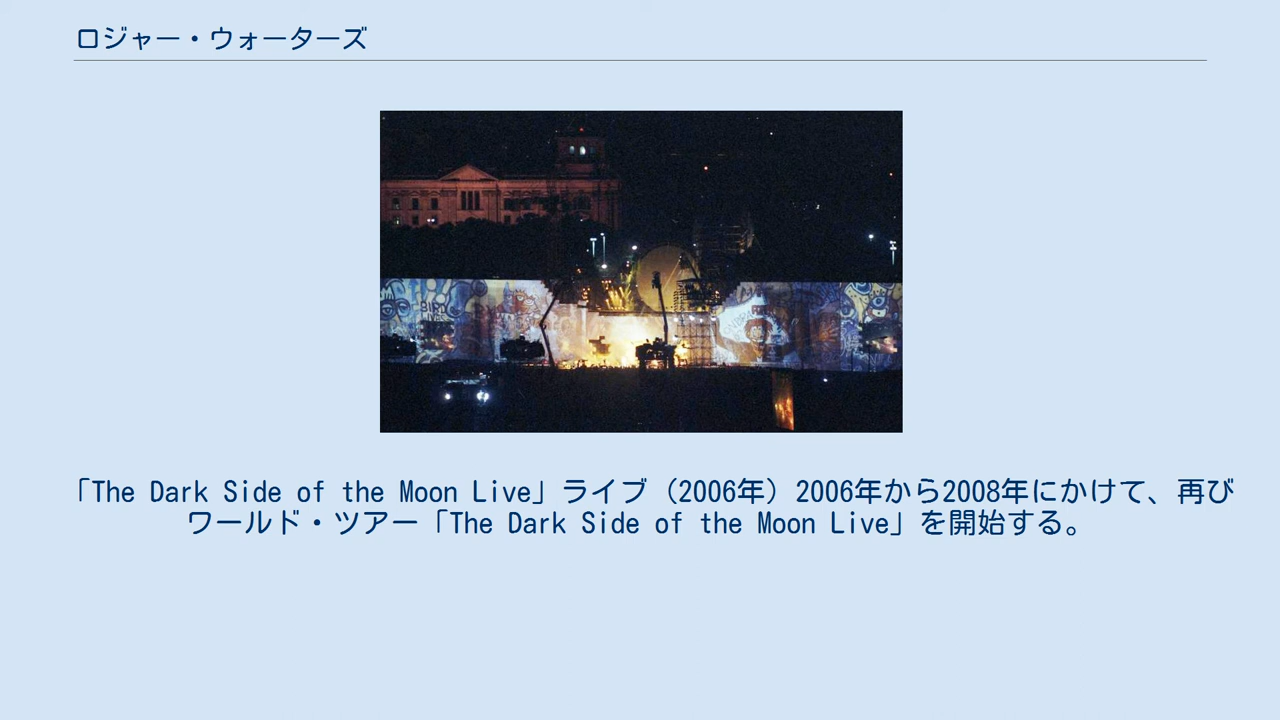 ロジャー・ウォーターズ
「The Dark Side of the Moon Live」ライブ（2006年）2006年から2008年にかけて、再び
ワールド・ツアー「The Dark Side of the Moon Live」を開始する。